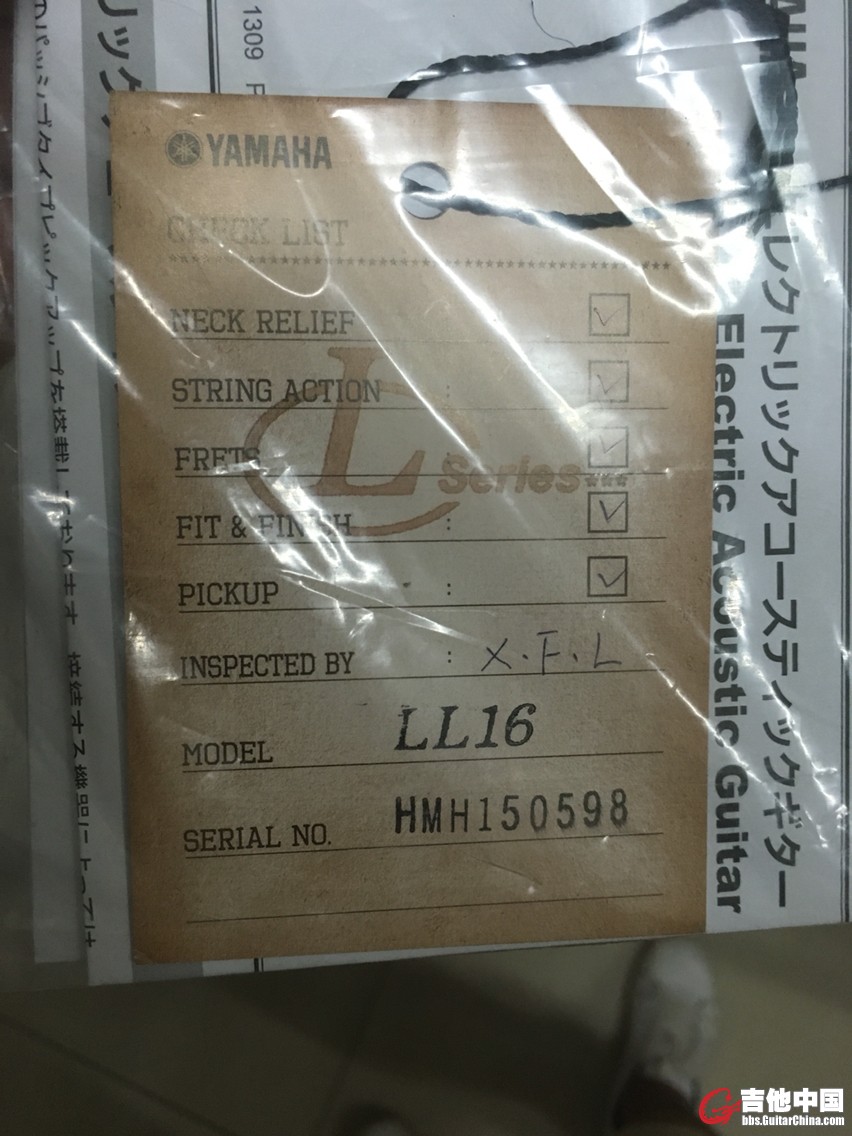 YAMAHA
CHECK LIST
NECK RELIEF
STRING ACTION :
FRETS
FIT & FINISH :
PICKUP :
INSPECTED BY : X.F.L
MODEL LL16
SERIAL NO. HMH150598
L Series
1309
エレクトリックアコースティックギター
Electric Acoustic Guitar
吉他中国
bbs.GuitarChina.com